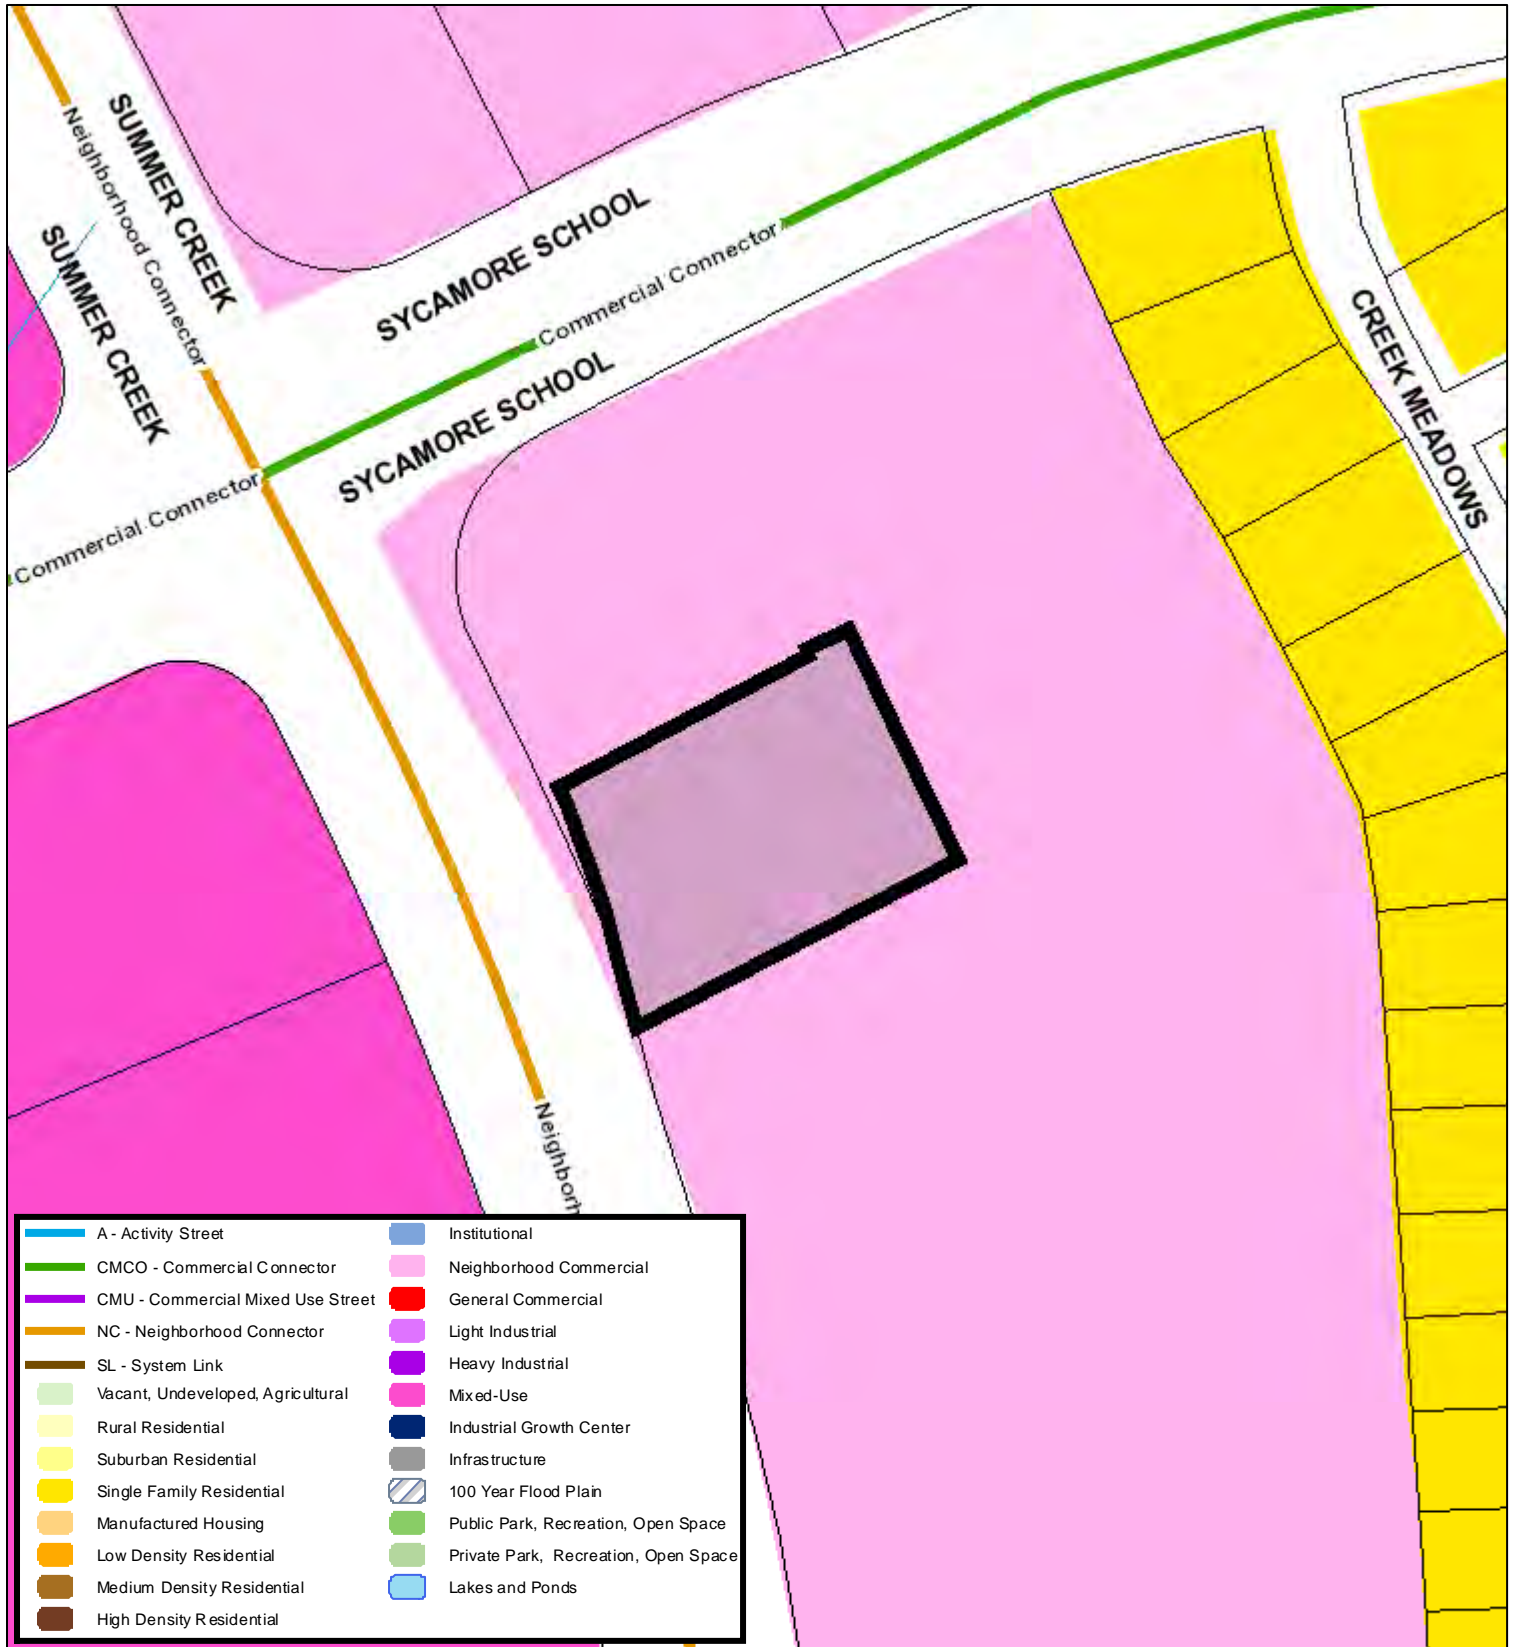 SUMMER CREEK
Neighborhood Connector
SUMMER CREEK
SYCAMORE SCHOOL
Commercial Connector
SYCAMORE SCHOOL
CREEK MEADOWS
Commercial Connector
Neighborh
A - Activity Street
CMCO - Commercial Connector
CMU - Commercial Mixed Use Street
NC - Neighborhood Connector
SL - System Link
Vacant, Undeveloped, Agricultural
Rural Residential
Suburban Residential
Single Family Residential
Manufactured Housing
Low Density Residential
Medium Density Residential
High Density Residential
Institutional
Neighborhood Commercial
General Commercial
Light Industrial
Heavy Industrial
Mixed-Use
Industrial Growth Center
Infrastructure
100 Year Flood Plain
Public Park, Recreation, Open Space
Private Park, Recreation, Open Space
Lakes and Ponds